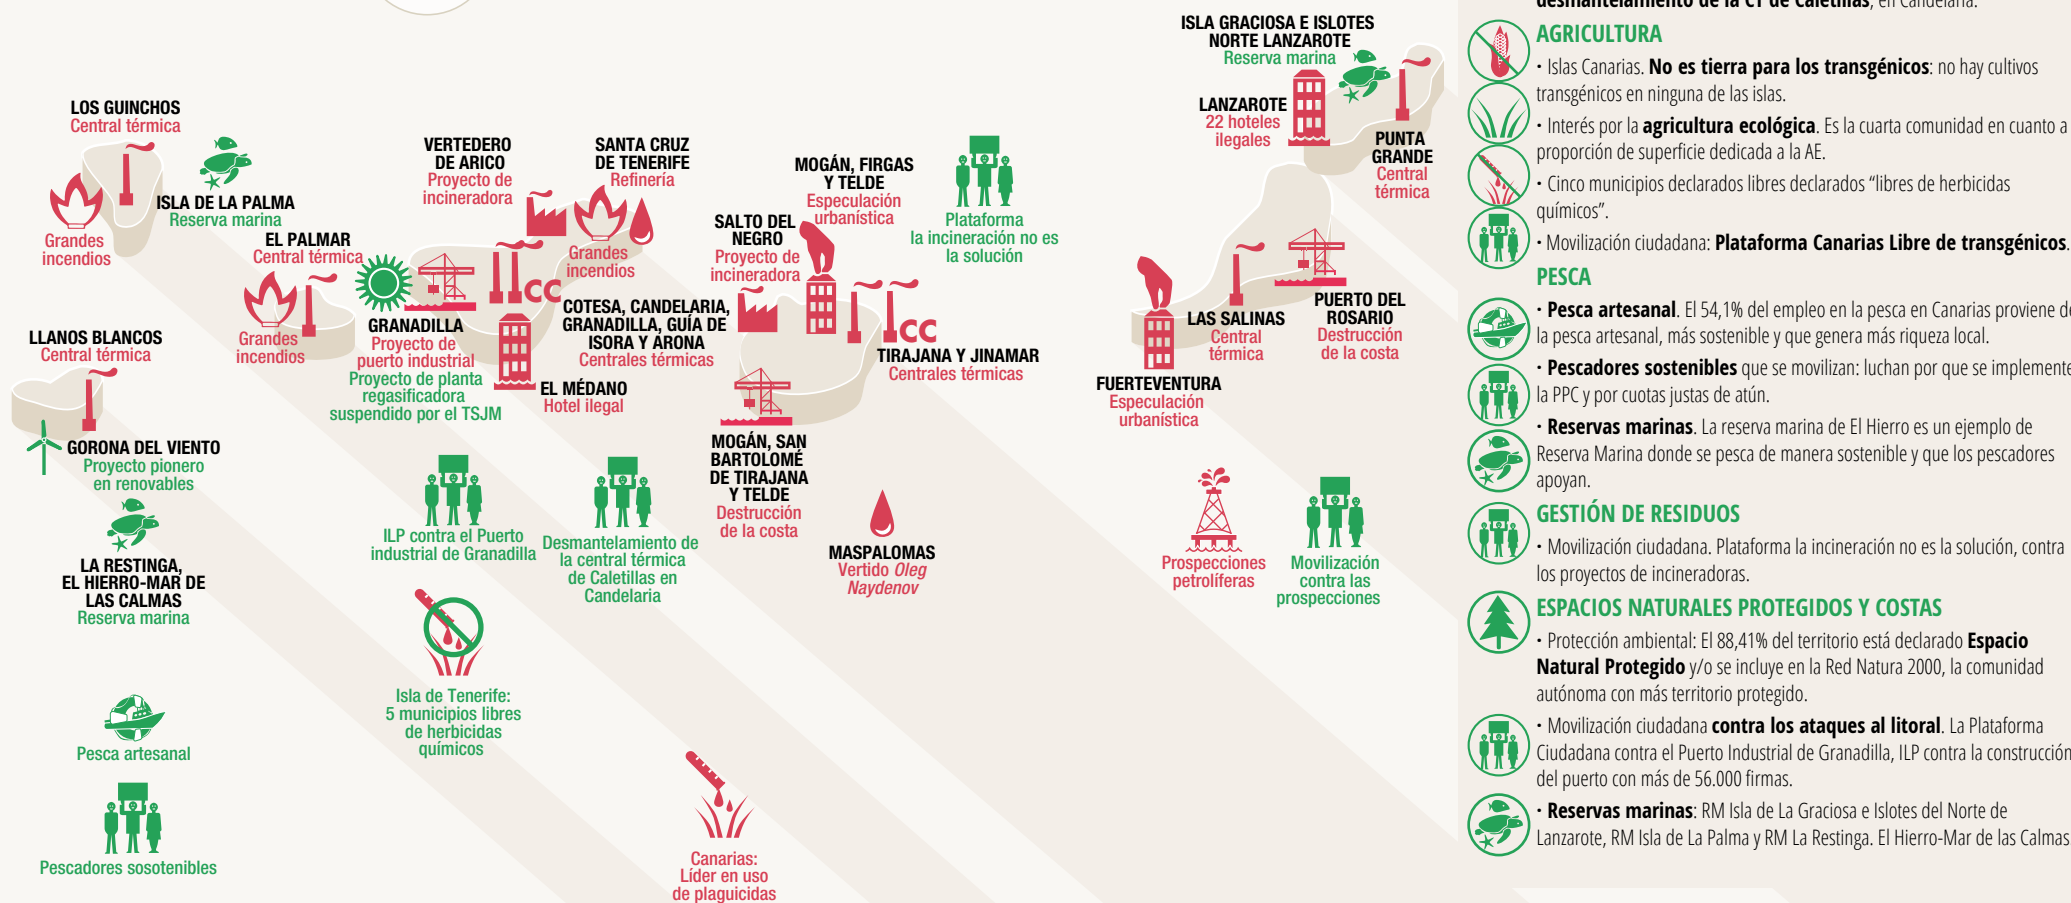 LOS GUINCHOS
Central térmica
ISLA DE LA PALMA
Reserva marina
Grandes
incendios
EL PALMAR
Central térmica
Grandes
incendios
LLANOS BLANCOS
Central térmica
GORONA DEL VIENTO
Proyecto pionero
en renovables
LA RESTINGA,
EL HIERRO-MAR DE
LAS CALMAS
Reserva marina
Pesca artesanal
Pescadores sosotenibles
VERTEDERO
DE ARICO
Proyecto de
incineradora
SANTA CRUZ
DE TENERIFE
Refinería
Grandes
incendios
CC
GRANADILLA
Proyecto de
puerto industrial
Proyecto de planta
regasificadora
suspendido por el TSJM
COTESA, CANDELARIA,
GRANADILLA, GUÍA DE
ISORA Y ARONA
Centrales térmicas
EL MÉDANO
Hotel ilegal
ILP contra el Puerto
industrial de Granadilla
Desmantelamiento de
la central térmica
de Caletillas en
Candelaria
Isla de Tenerife:
5 municipios libres
de herbicidas
químicos
MOGÁN, FIRGAS
Y TELDE
Especulación
urbanística
SALTO DEL
NEGRO
Proyecto de
incineradora
Plataforma
la incineración no es
la solución
CC
TIRAJANA Y JINAMAR
Centrales térmicas
MOGÁN, SAN
BARTOLOMÉ
DE TIRAJANA
Y TELDE
Destrucción
de la costa
MASPALOMAS
Vertido Oleg
Naydenov
Canarias:
Líder en uso
de plaguicidas
ISLA GRACIOSA E ISLOTES
NORTE LANZAROTE
Reserva marina
LANZAROTE
22 hoteles
ilegales
PUNTA
GRANDE
Central
térmica
LAS SALINAS
Central
térmica
PUERTO DEL
ROSARIO
Destrucción
de la costa
FUERTEVENTURA
Especulación
urbanística
Prospecciones
petrolíferas
Movilización
contra las
prospecciones
desmantelamiento de la CT de Caletillas, en Candelaria.
AGRICULTURA
· Islas Canarias. No es tierra para los transgénicos: no hay cultivos
transgénicos en ninguna de las islas.
· Interés por la agricultura ecológica. Es la cuarta comunidad en cuanto a
proporción de superficie dedicada a la AE.
· Cinco municipios declarados libres declarados “libres de herbicidas
químicos”.
· Movilización ciudadana: Plataforma Canarias Libre de transgénicos.
PESCA
· Pesca artesanal. El 54,1% del empleo en la pesca en Canarias proviene de
la pesca artesanal, más sostenible y que genera más riqueza local.
· Pescadores sostenibles que se movilizan: luchan por que se implemente
la PPC y por cuotas justas de atún.
· Reservas marinas. La reserva marina de El Hierro es un ejemplo de
Reserva Marina donde se pesca de manera sostenible y que los pescadores
apoyan.
GESTIÓN DE RESIDUOS
· Movilización ciudadana. Plataforma la incineración no es la solución, contra
los proyectos de incineradoras.
ESPACIOS NATURALES PROTEGIDOS Y COSTAS
· Protección ambiental: El 88,41% del territorio está declarado Espacio
Natural Protegido y/o se incluye en la Red Natura 2000, la comunidad
autónoma con más territorio protegido.
· Movilización ciudadana contra los ataques al litoral. La Plataforma
Ciudadana contra el Puerto Industrial de Granadilla, ILP contra la construcción
del puerto con más de 56.000 firmas.
· Reservas marinas: RM Isla de La Graciosa e Islotes del Norte de
Lanzarote, RM Isla de La Palma y RM La Restinga. El Hierro-Mar de las Calmas